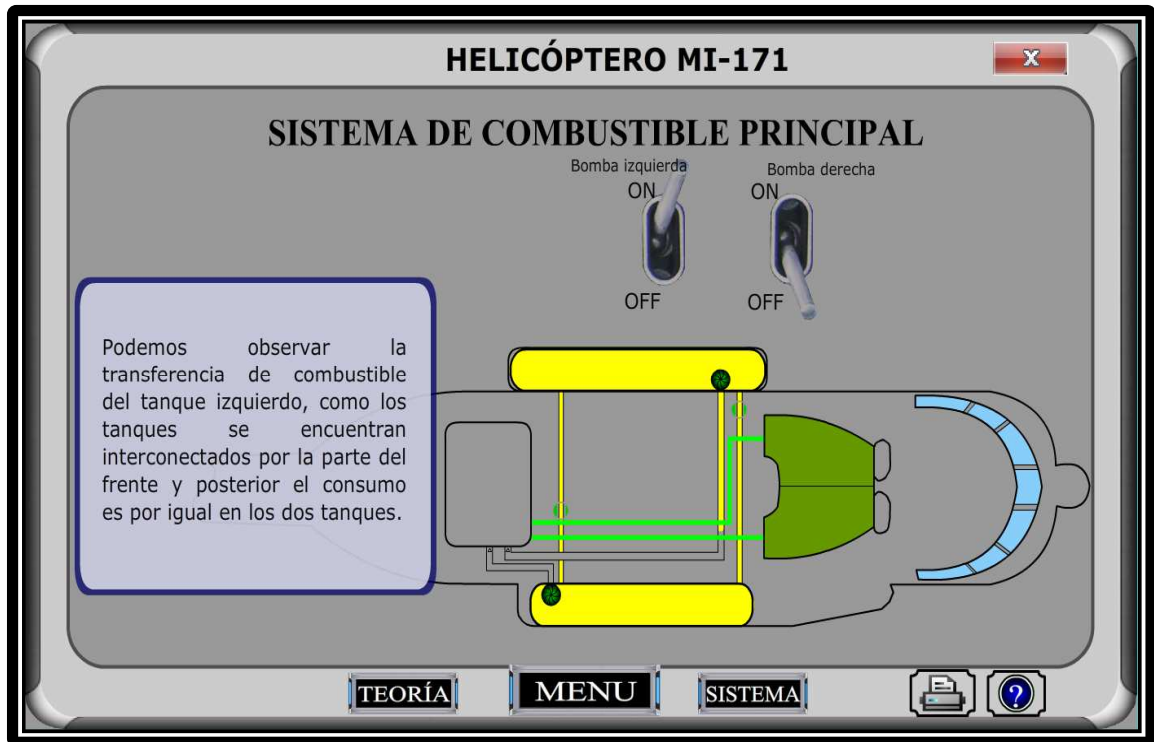 HELICÓPTERO MI-171
X
SISTEMA DE COMBUSTIBLE PRINCIPAL
Bomba izquierda
Bomba derecha
ON
ON
OFF
OFF
Podemos observar la
transferencia de combustible
del tanque izquierdo, como los
tanques se encuentran
interconectados por la parte del
frente y posterior el consumo
es por igual en los dos tanques.
TEORÍA
MENU
SISTEMA
?